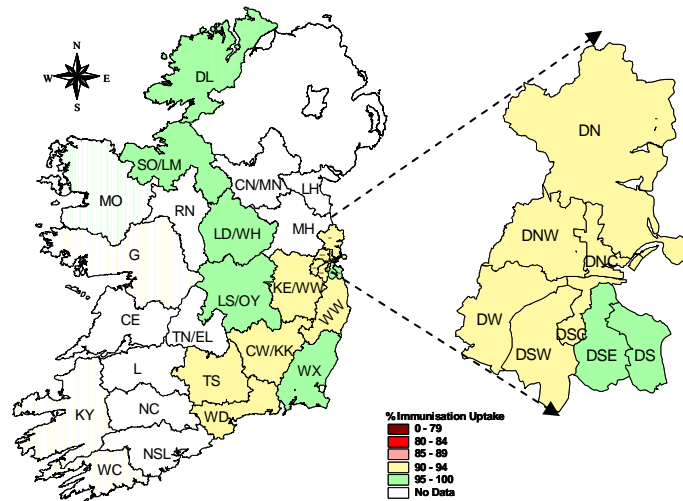 N
W E
S
DL
SO/LM
CN/MN
LH
MO
RN
LD/WH
MH
G
LS/OY
KE/WW
WW
CE
TN/EL
CW/KK
L
TS
WX
KY
NC
WD
NSL
WC
DN
DNW
DNC
DW
DSC
DSW
DSE
DS
% Immunisation Uptake
0 - 79
80 - 84
85 - 89
90 - 94
95 - 100
No Data